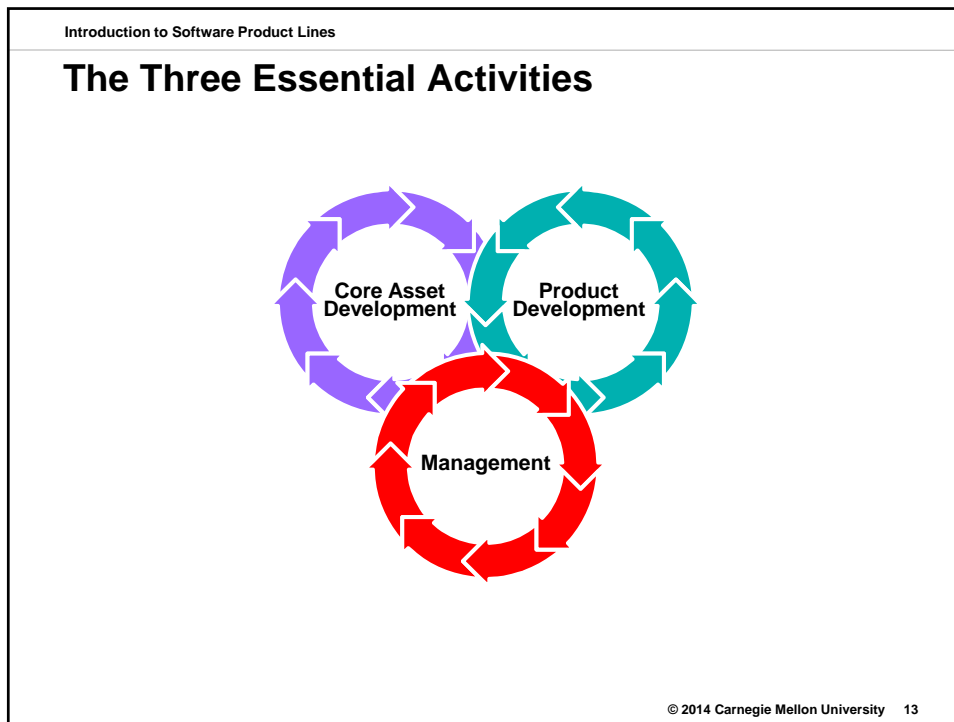 Introduction to Software Product Lines
The Three Essential Activities
Core Asset
Development
Product
Development
Management
© 2014 Carnegie Mellon University 13